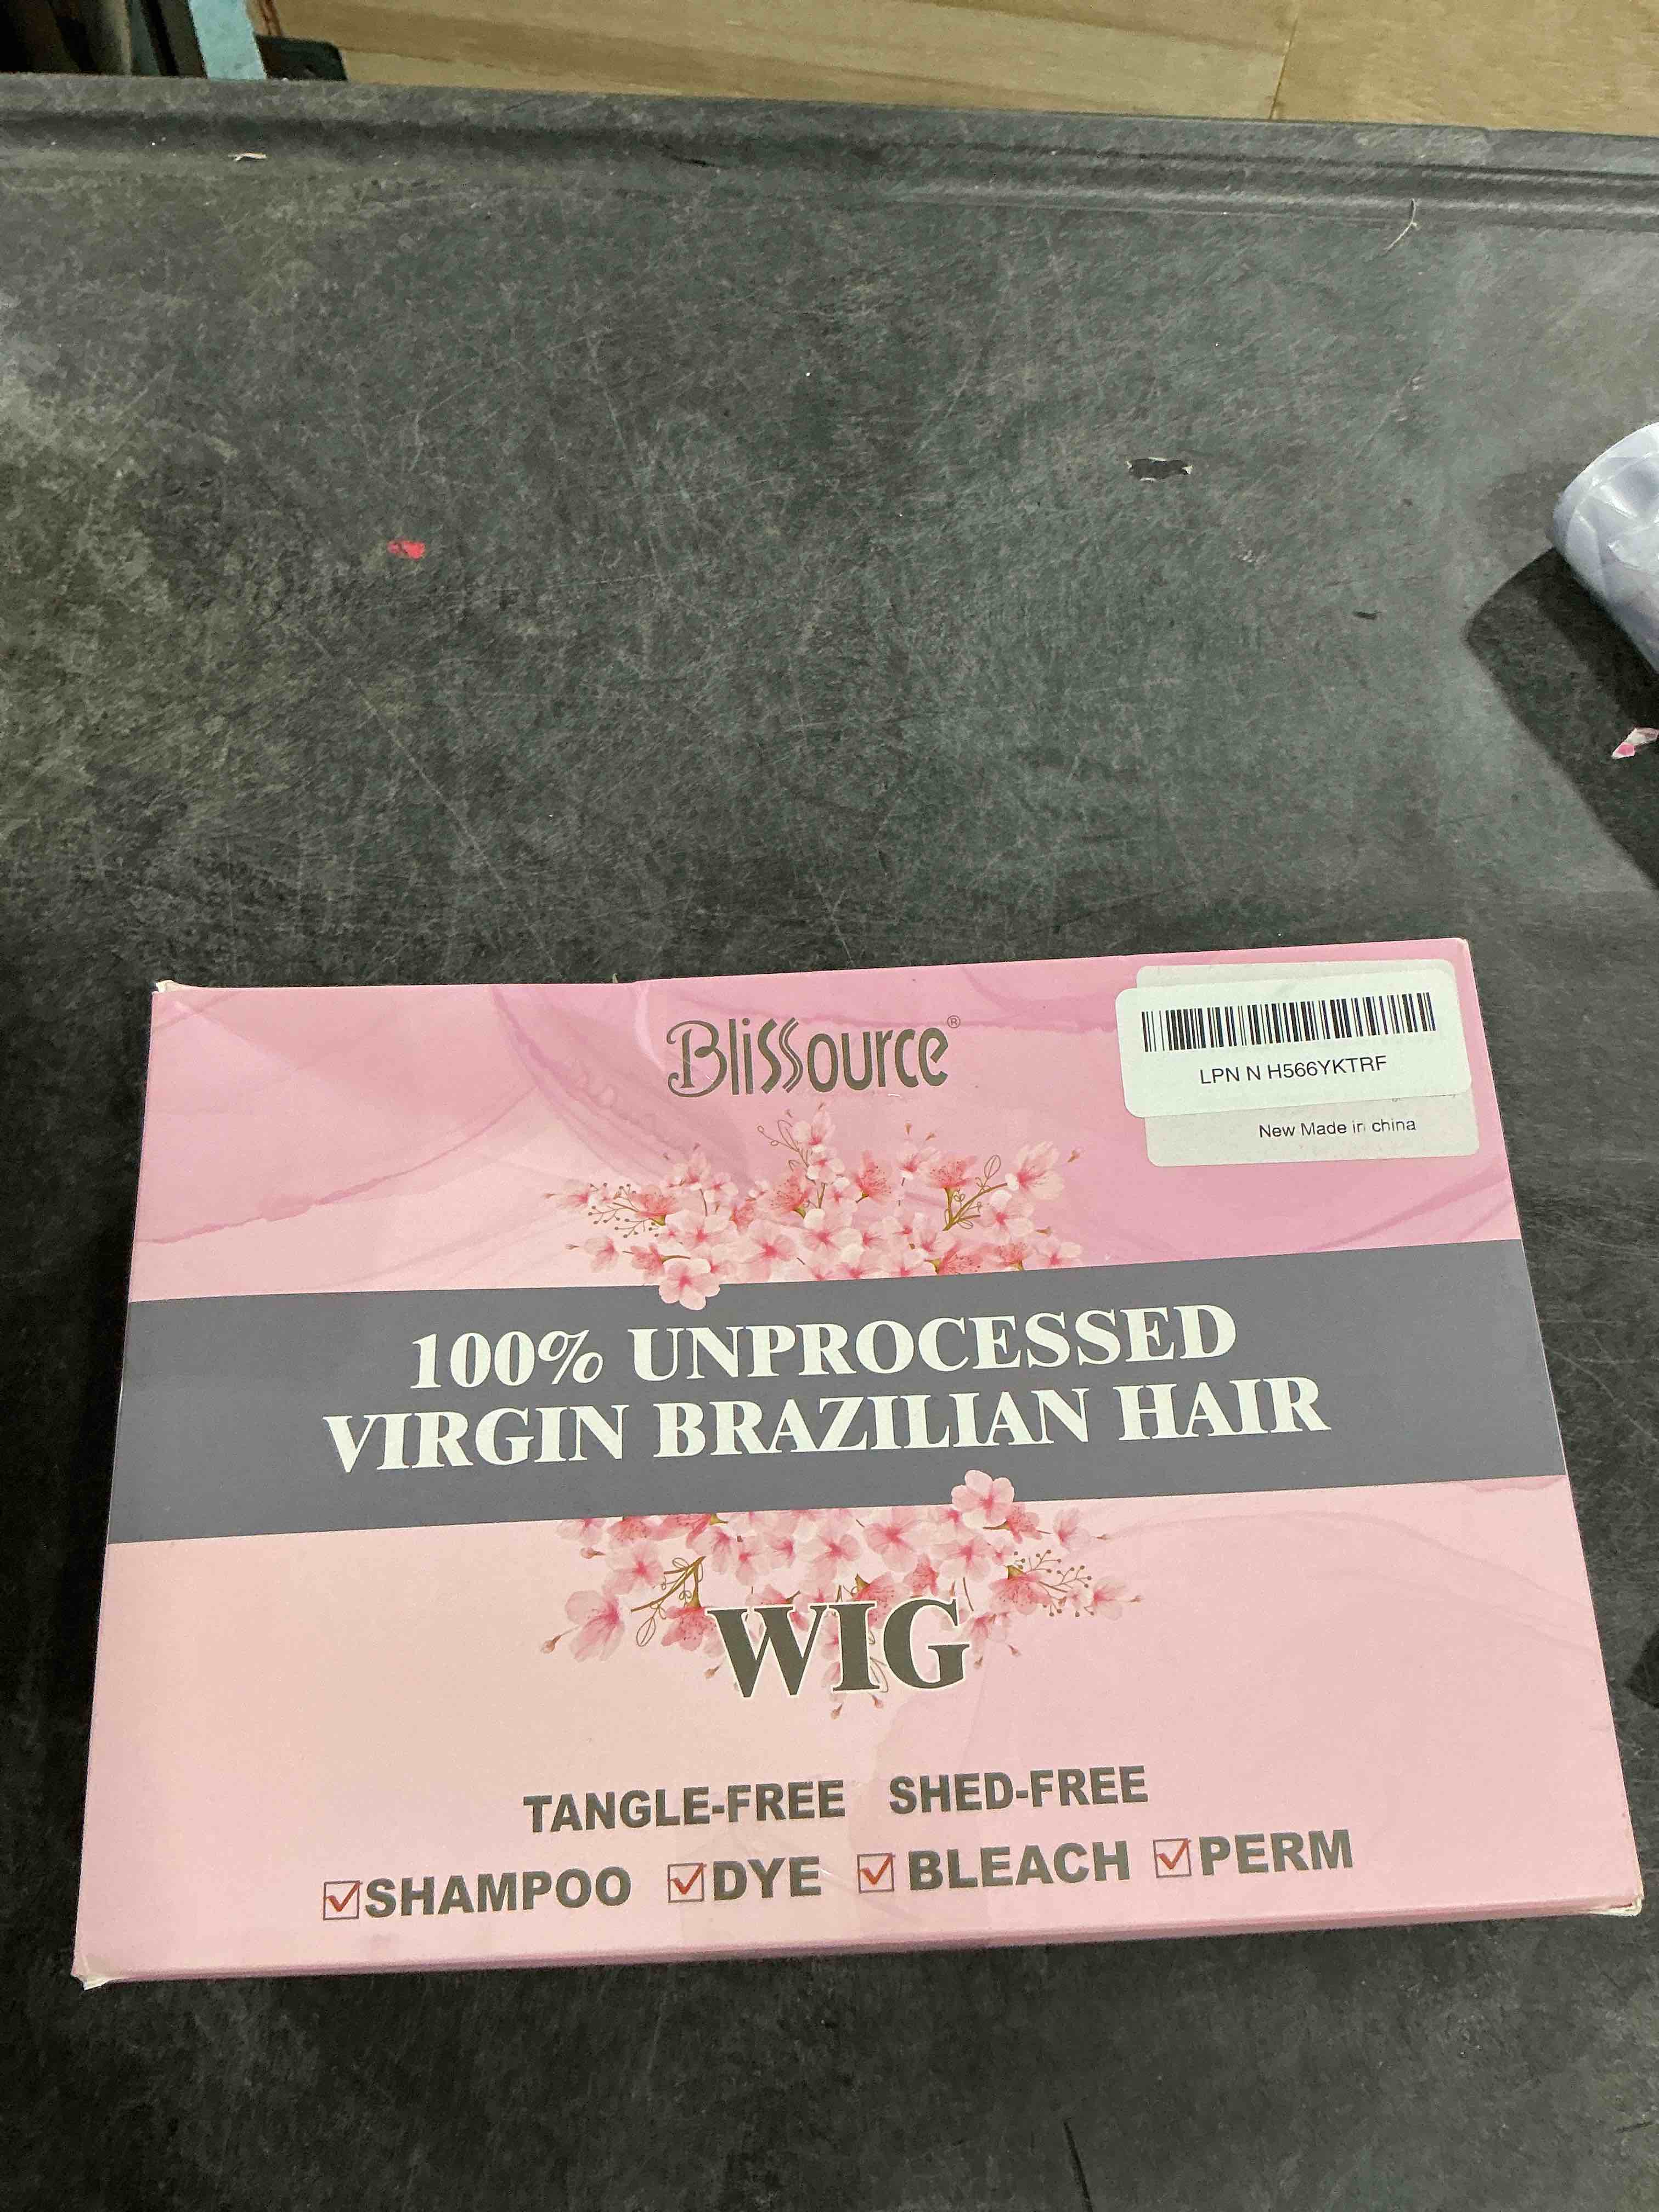 BlisSource®
LPN N H566YKTRF
New Made in china
100% UNPROCESSED
VIRGIN BRAZILIAN HAIR
WIG
TANGLE-FREE SHED-FREE
SHAMPOO DYE BLEACH PERM